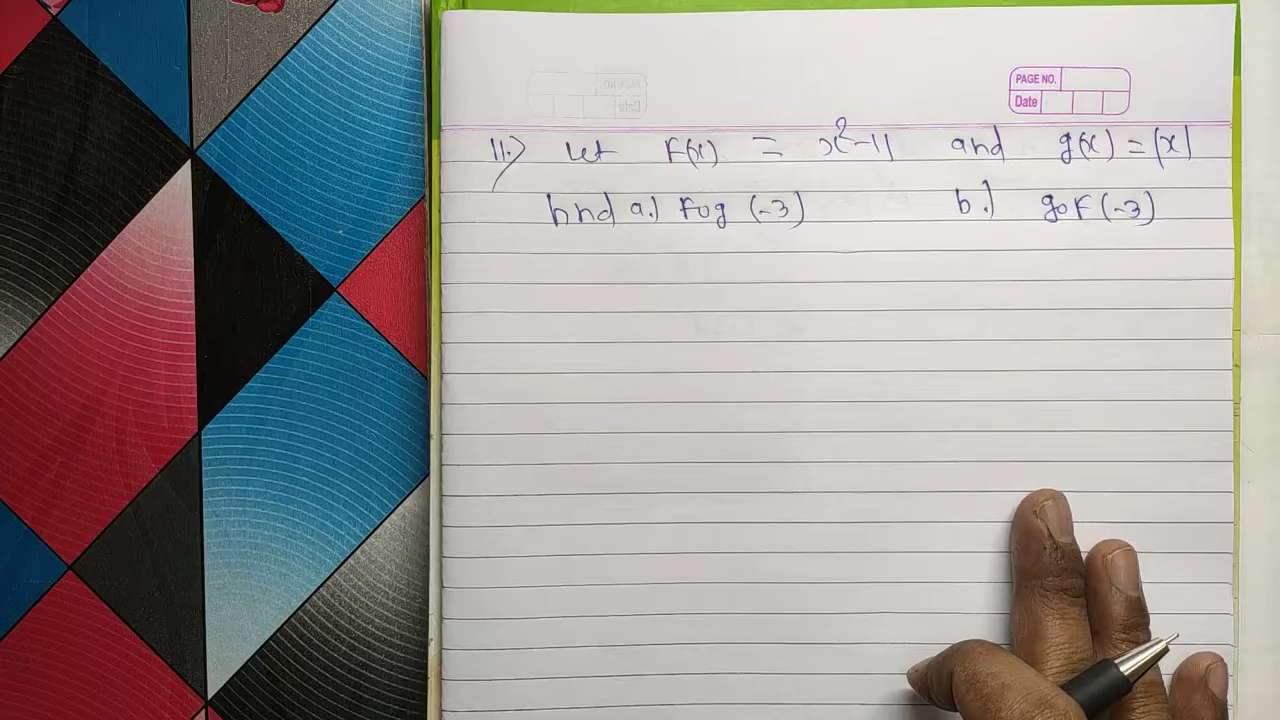 PAGE NO.
Date
11.) Let F(x) = x²-11 and g(x) = |x|
find a.) Fog (-3) b.) goF (-3)